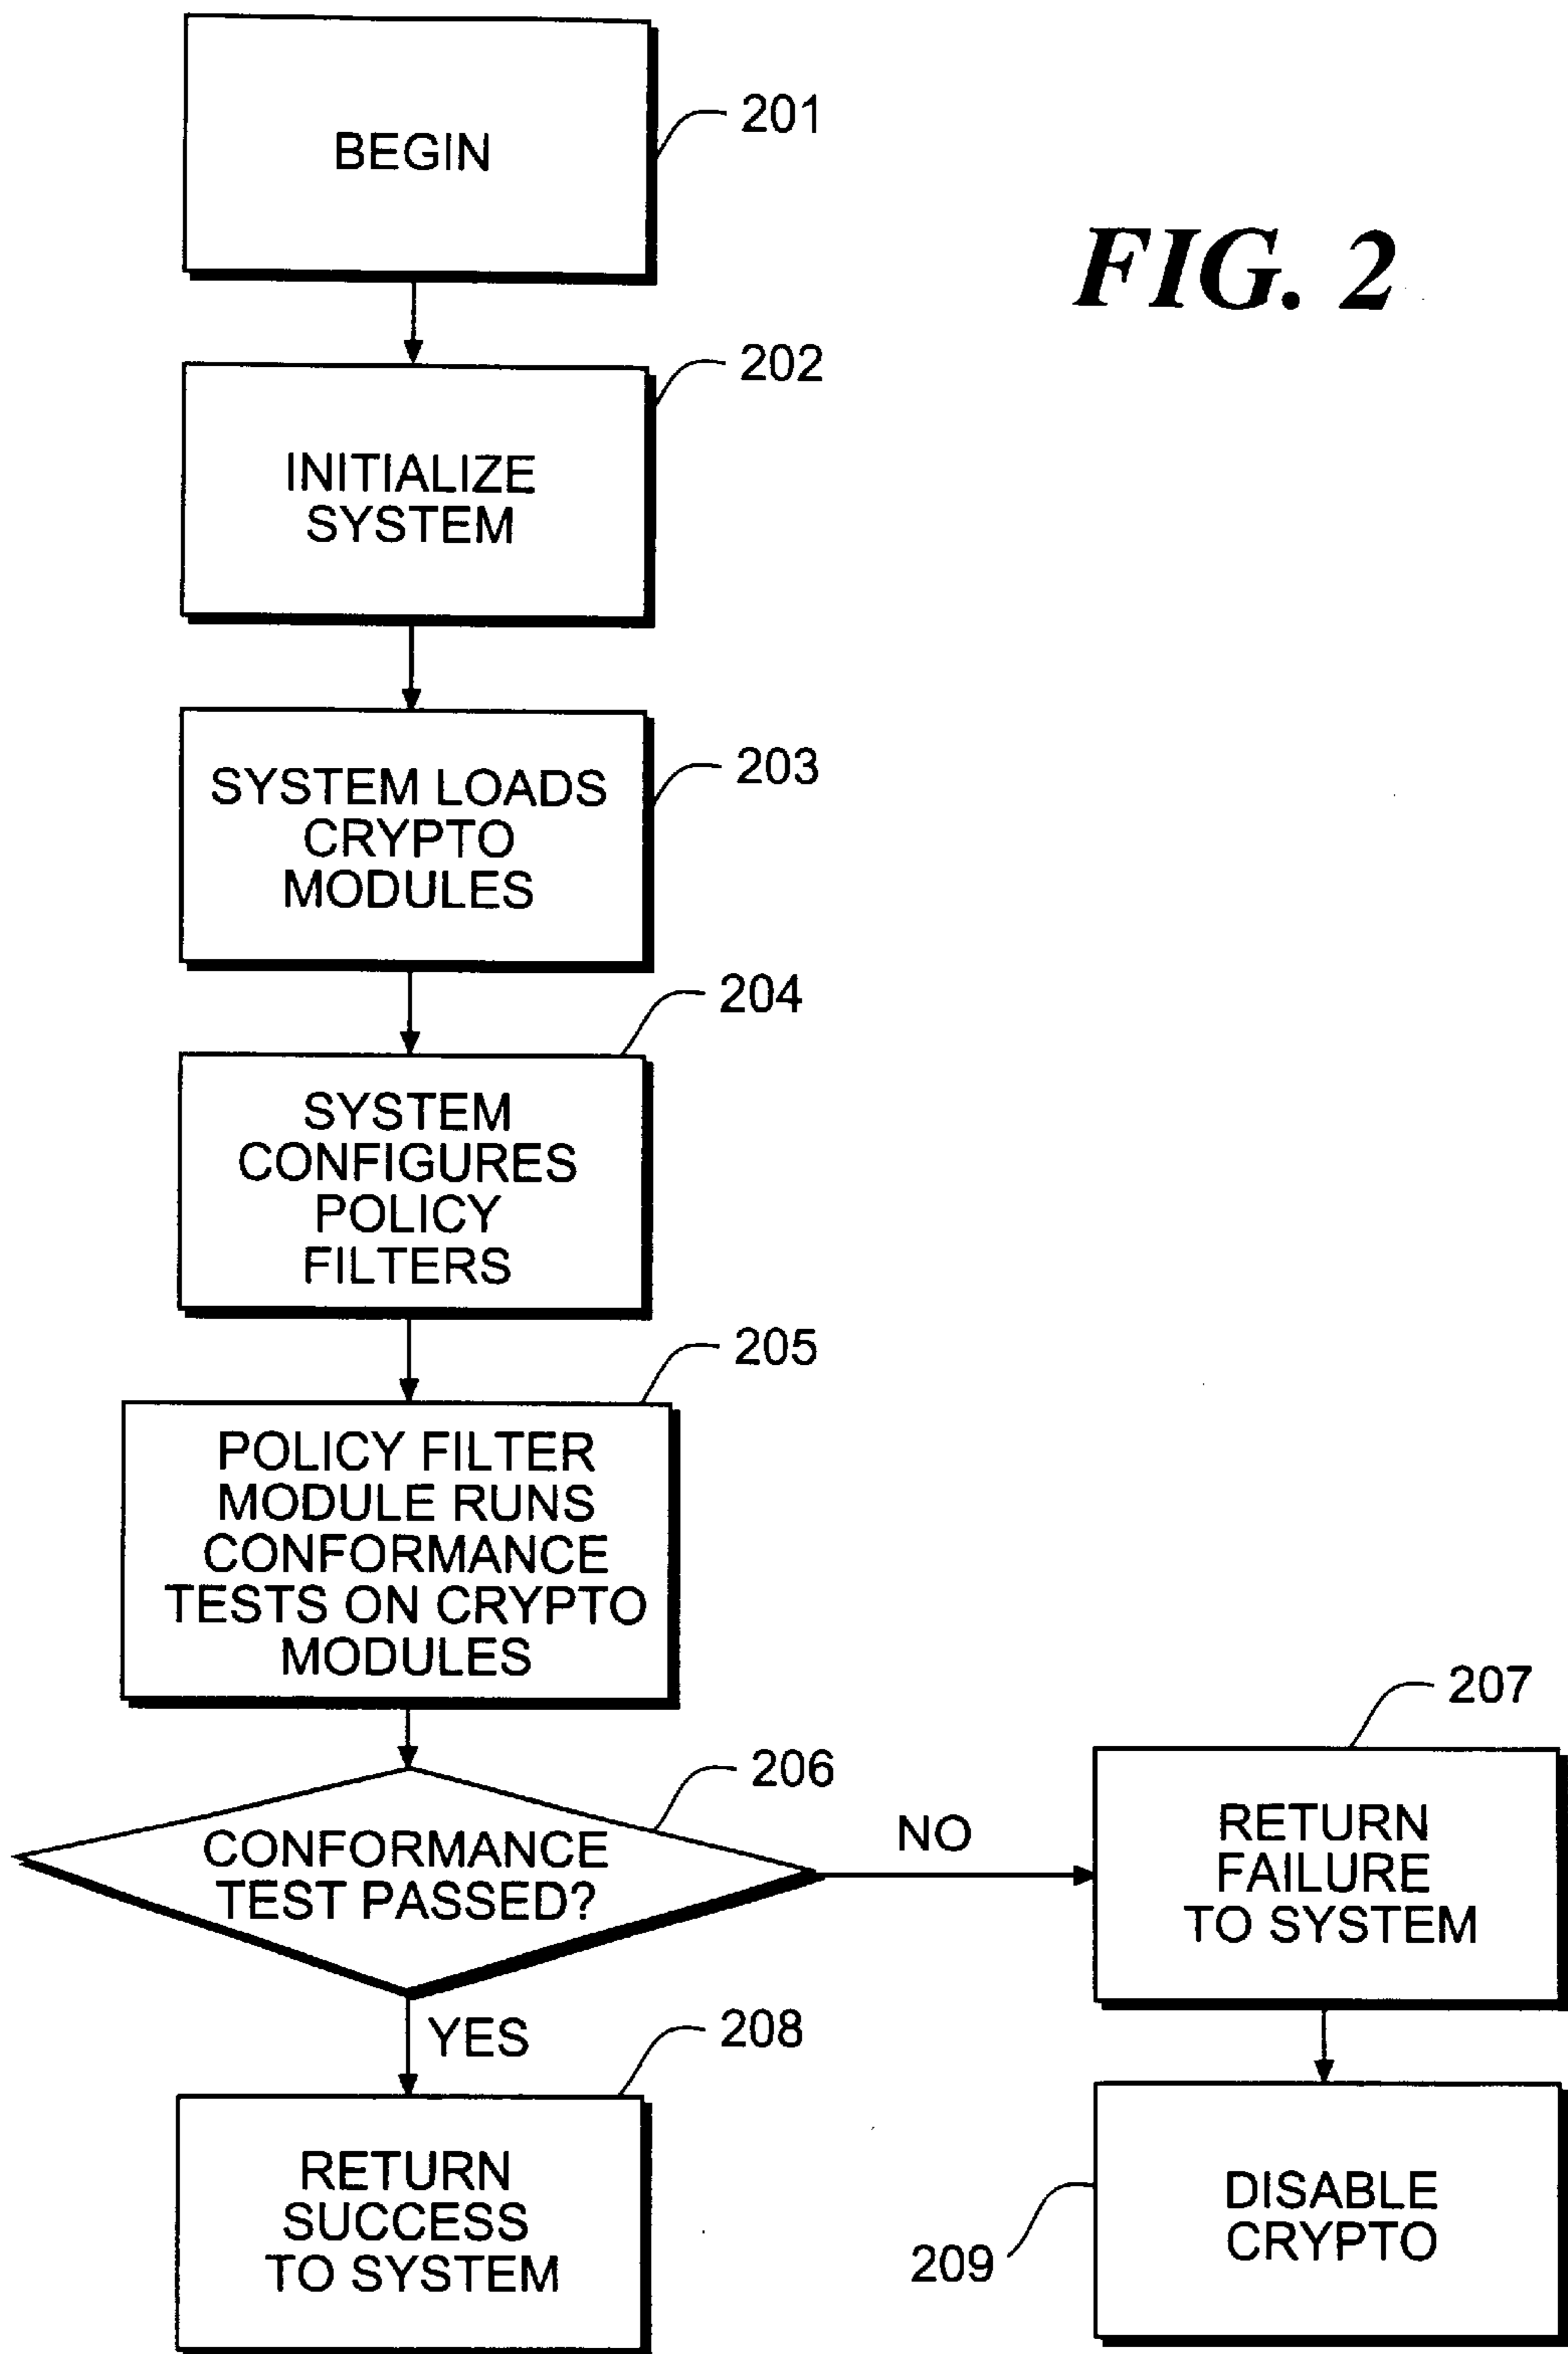 BEGIN
201
FIG. 2
202
INITIALIZE
SYSTEM
203
SYSTEM LOADS
CRYPTO
MODULES
204
SYSTEM
CONFIGURES
POLICY
FILTERS
205
POLICY FILTER
MODULE RUNS
CONFORMANCE
TESTS ON CRYPTO
MODULES
206
CONFORMANCE
TEST PASSED?
NO
207
RETURN
FAILURE
TO SYSTEM
YES
208
RETURN
SUCCESS
TO SYSTEM
209
DISABLE
CRYPTO